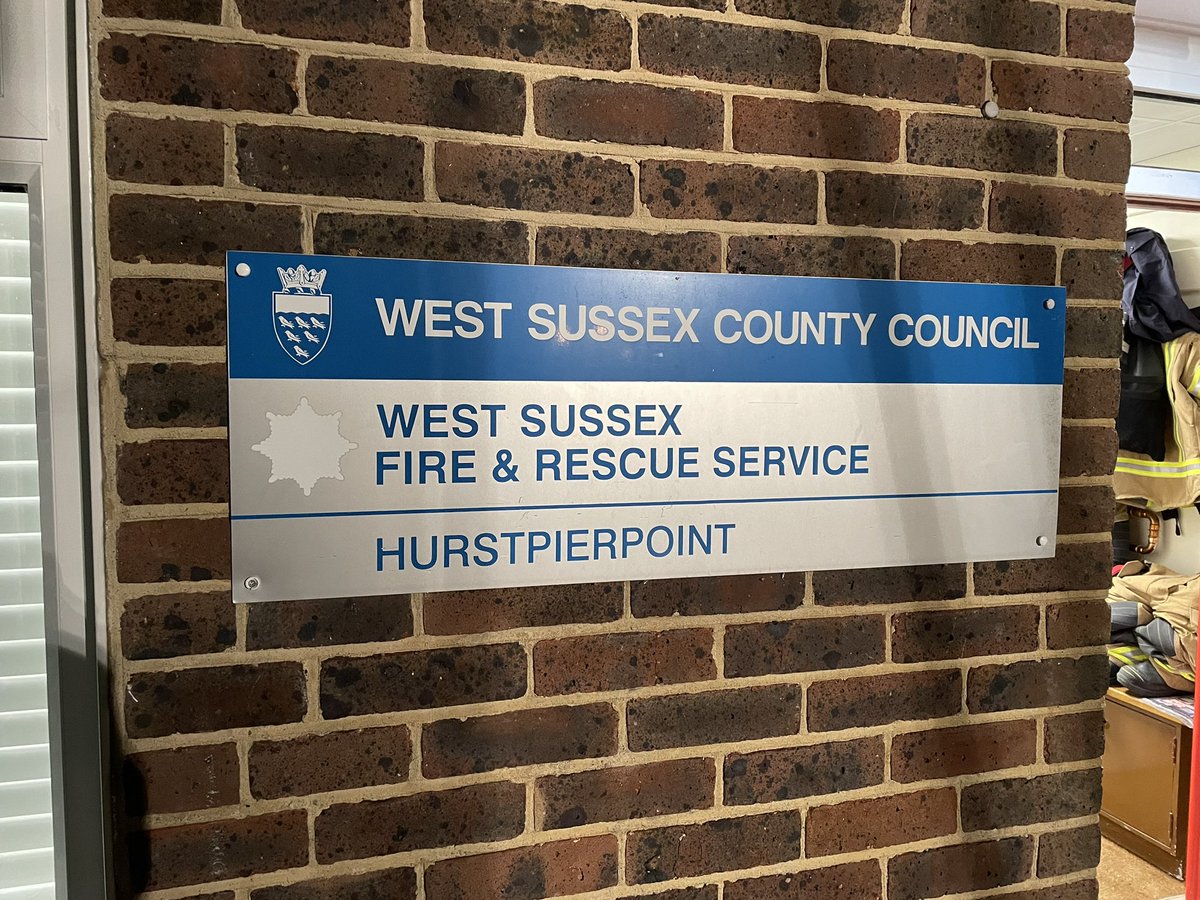 WEST SUSSEX COUNTY COUNCIL
WEST SUSSEX
FIRE & RESCUE SERVICE
HURSTPIERPOINT